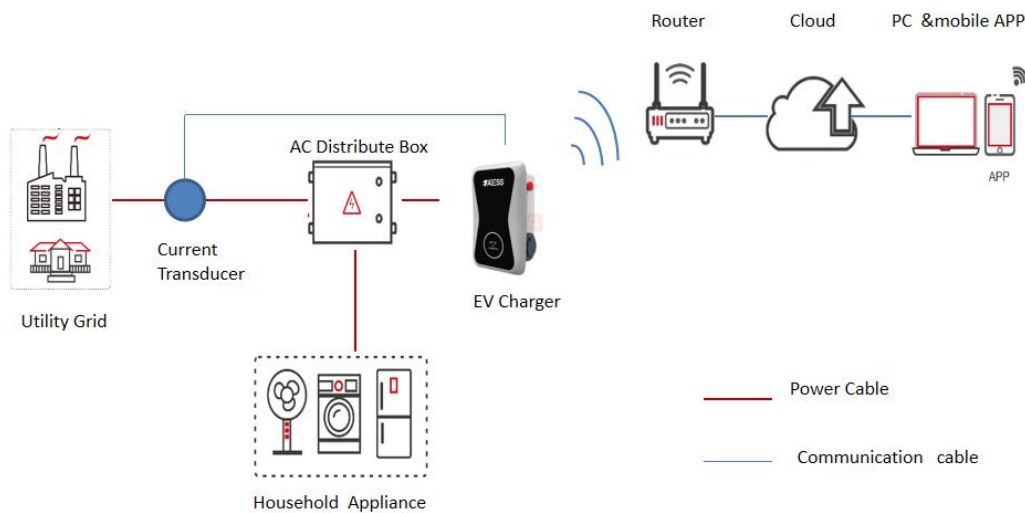 Router
Cloud
PC &mobile APP
AC Distribute Box
ATESS
APP
Current
Transducer
EV Charger
Utility Grid
Power Cable
Communication cable
Household Appliance